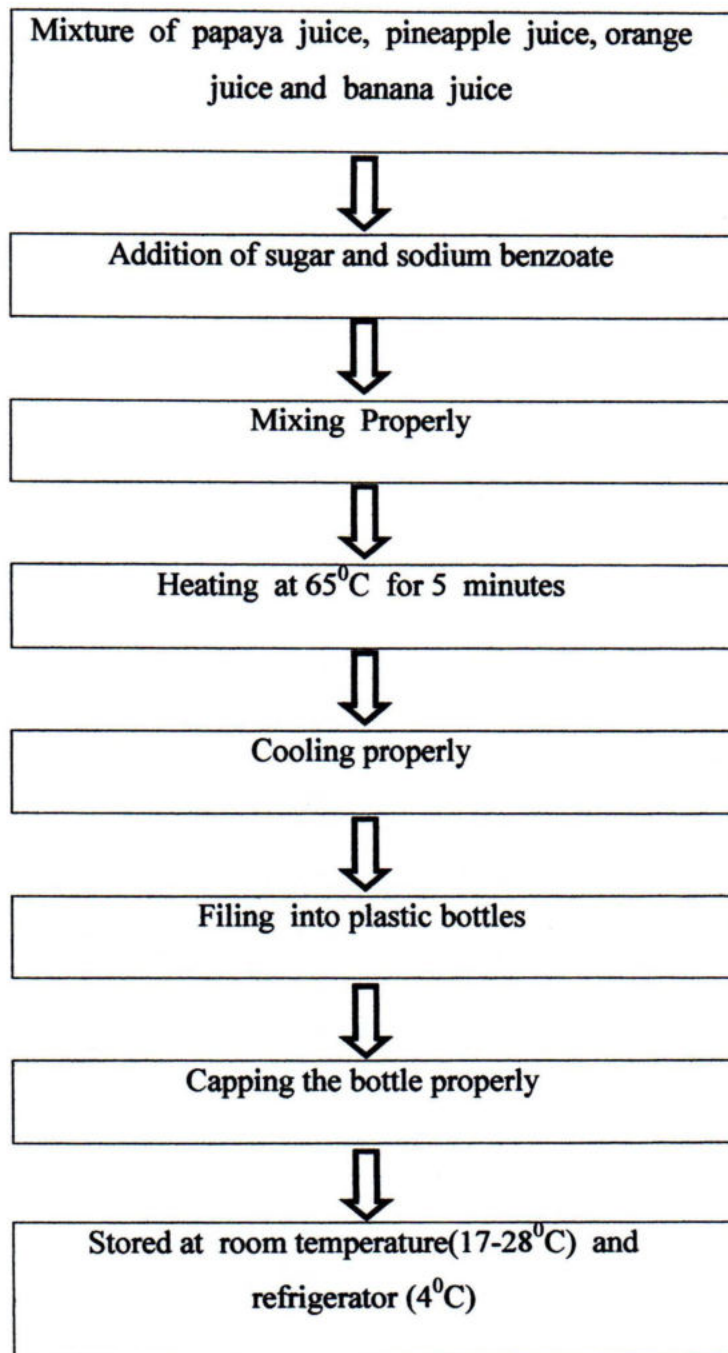 Mixture of papaya juice, pineapple juice, orange
juice and banana juice
Addition of sugar and sodium benzoate
Mixing Properly
Heating at 65⁰C for 5 minutes
Cooling properly
Filing into plastic bottles
Capping the bottle properly
Stored at room temperature(17-28⁰C) and
refrigerator (4⁰C)